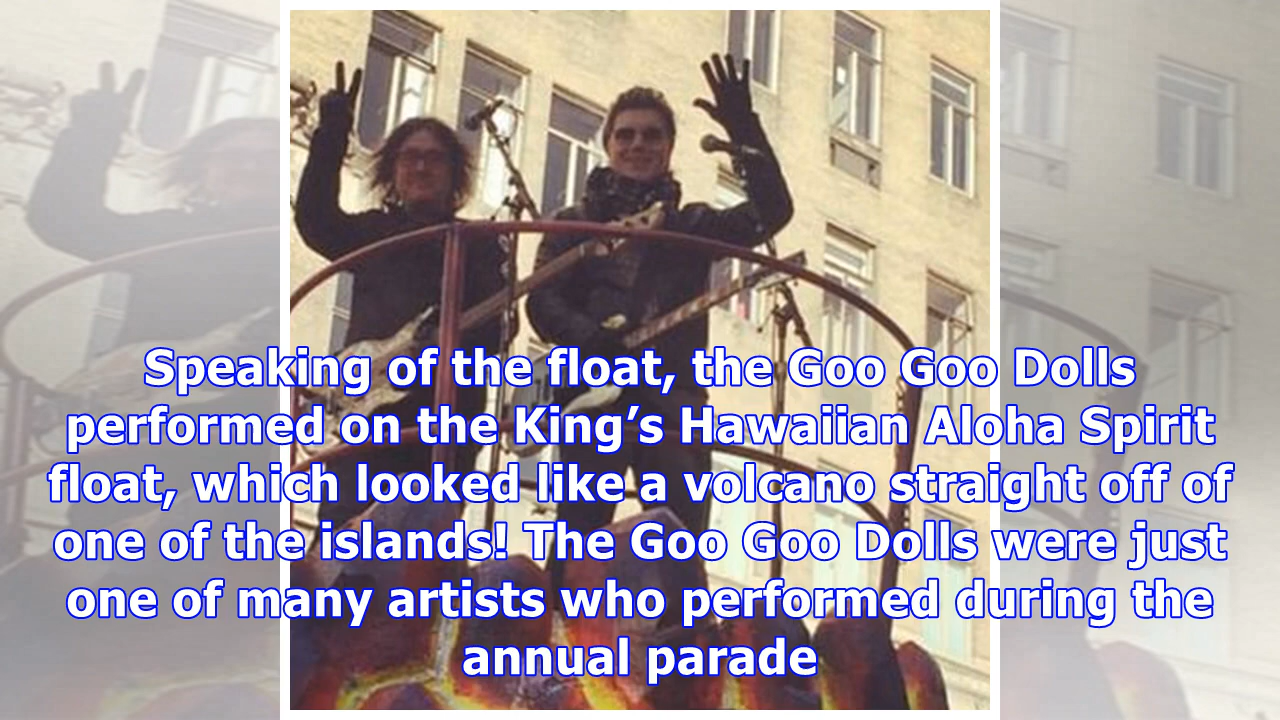 Speaking of the float, the Goo Goo Dolls
performed on the King’s Hawaiian Aloha Spirit
float, which looked like a volcano straight off of
one of the islands! The Goo Goo Dolls were just
one of many artists who performed during the
annual parade